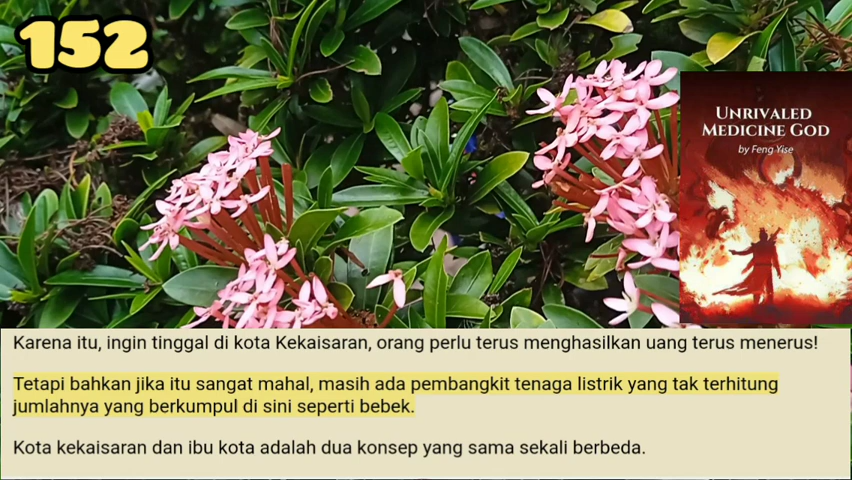 152
UNRIVALED
MEDICINE GOD
by Feng Yise
Karena itu, ingin tinggal di kota Kekaisaran, orang perlu terus menghasilkan uang terus menerus!
Tetapi bahkan jika itu sangat mahal, masih ada pembangkit tenaga listrik yang tak terhitung
jumlahnya yang berkumpul di sini seperti bebek.
Kota kekaisaran dan ibu kota adalah dua konsep yang sama sekali berbeda.